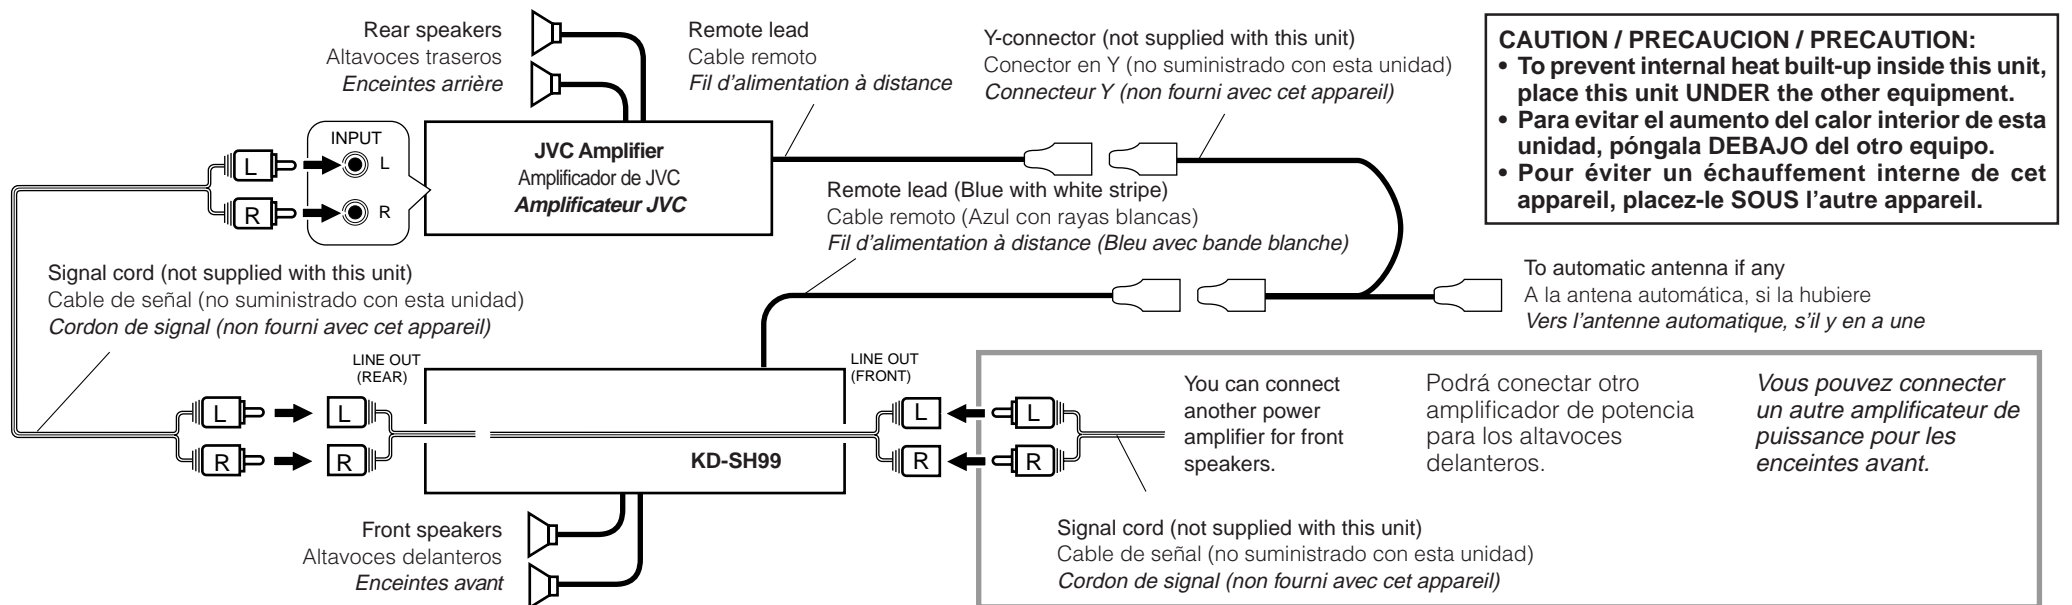 Rear speakers
Altavoces traseros
Enceintes arrière
Remote lead
Cable remoto
Fil d'alimentation à distance
Y-connector (not supplied with this unit)
Conector en Y (no suministrado con esta unidad)
Connecteur Y (non fourni avec cet appareil)
CAUTION / PRECAUCION / PRECAUTION:
• To prevent internal heat built-up inside this unit,
place this unit UNDER the other equipment.
• Para evitar el aumento del calor interior de esta
unidad, póngala DEBAJO del otro equipo.
• Pour éviter un échauffement interne de cet
appareil, placez-le SOUS l'autre appareil.
INPUT
L
L
R
R
JVC Amplifier
Amplificador de JVC
Amplificateur JVC
Remote lead (Blue with white stripe)
Cable remoto (Azul con rayas blancas)
Fil d'alimentation à distance (Bleu avec bande blanche)
Signal cord (not supplied with this unit)
Cable de señal (no suministrado con esta unidad)
Cordon de signal (non fourni avec cet appareil)
To automatic antenna if any
A la antena automática, si la hubiere
Vers l'antenne automatique, s'il y en a une
LINE OUT
(REAR)
LINE OUT
(FRONT)
L
L
L
L
R
R
R
R
KD-SH99
You can connect
another power
amplifier for front
speakers.
Podrá conectar otro
amplificador de potencia
para los altavoces
delanteros.
Vous pouvez connecter
un autre amplificateur de
puissance pour les
enceintes avant.
Front speakers
Altavoces delanteros
Enceintes avant
Signal cord (not supplied with this unit)
Cable de señal (no suministrado con esta unidad)
Cordon de signal (non fourni avec cet appareil)